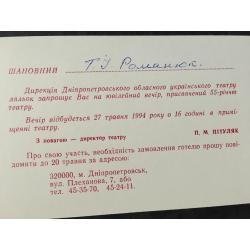 ШАНОВНИЙ Т'І Романюк.
Дирекція Дніпропетровського обласного українського театру
ляльок запрошує Вас на ювілейний вечір, присвячений 55-річчю
театру.
Вечір відбудеться 27 травня 1994 року о 16 годині в примі-
щенні театру.
З повагою — директор театру П. М. ПІТУЛЯК
Про свою участь, необхідність замовлення готелю прошу пові-
домити до 20 травня за адресою:
320000, м. Дніпропетровськ,
вул. Плеханова, 7, або
тел. 45-35-70, 45-24-11.